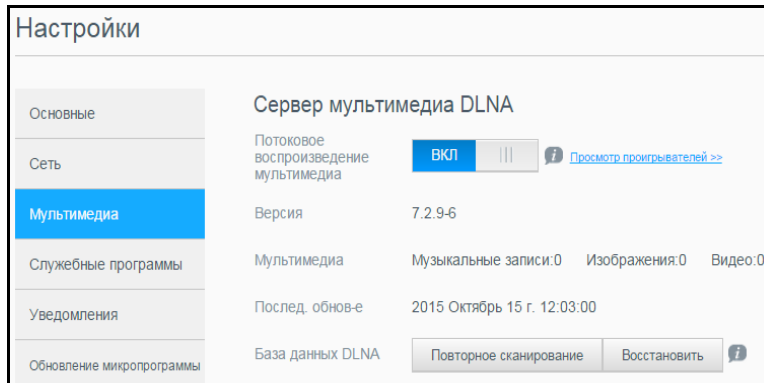 Настройки
Основные
Сеть
Мультимедиа
Служебные программы
Уведомления
Обновление микропрограммы
Сервер мультимедиа DLNA
Потоковое
воспроизведение
мультимедиа
ВКЛ
Просмотр проигрывателей >>
Версия 7.2.9-6
Мультимедиа Музыкальные записи:0 Изображения:0 Видео:0
Послед. обнов-е 2015 Октябрь 15 г. 12:03:00
База данных DLNA Повторное сканирование Восстановить